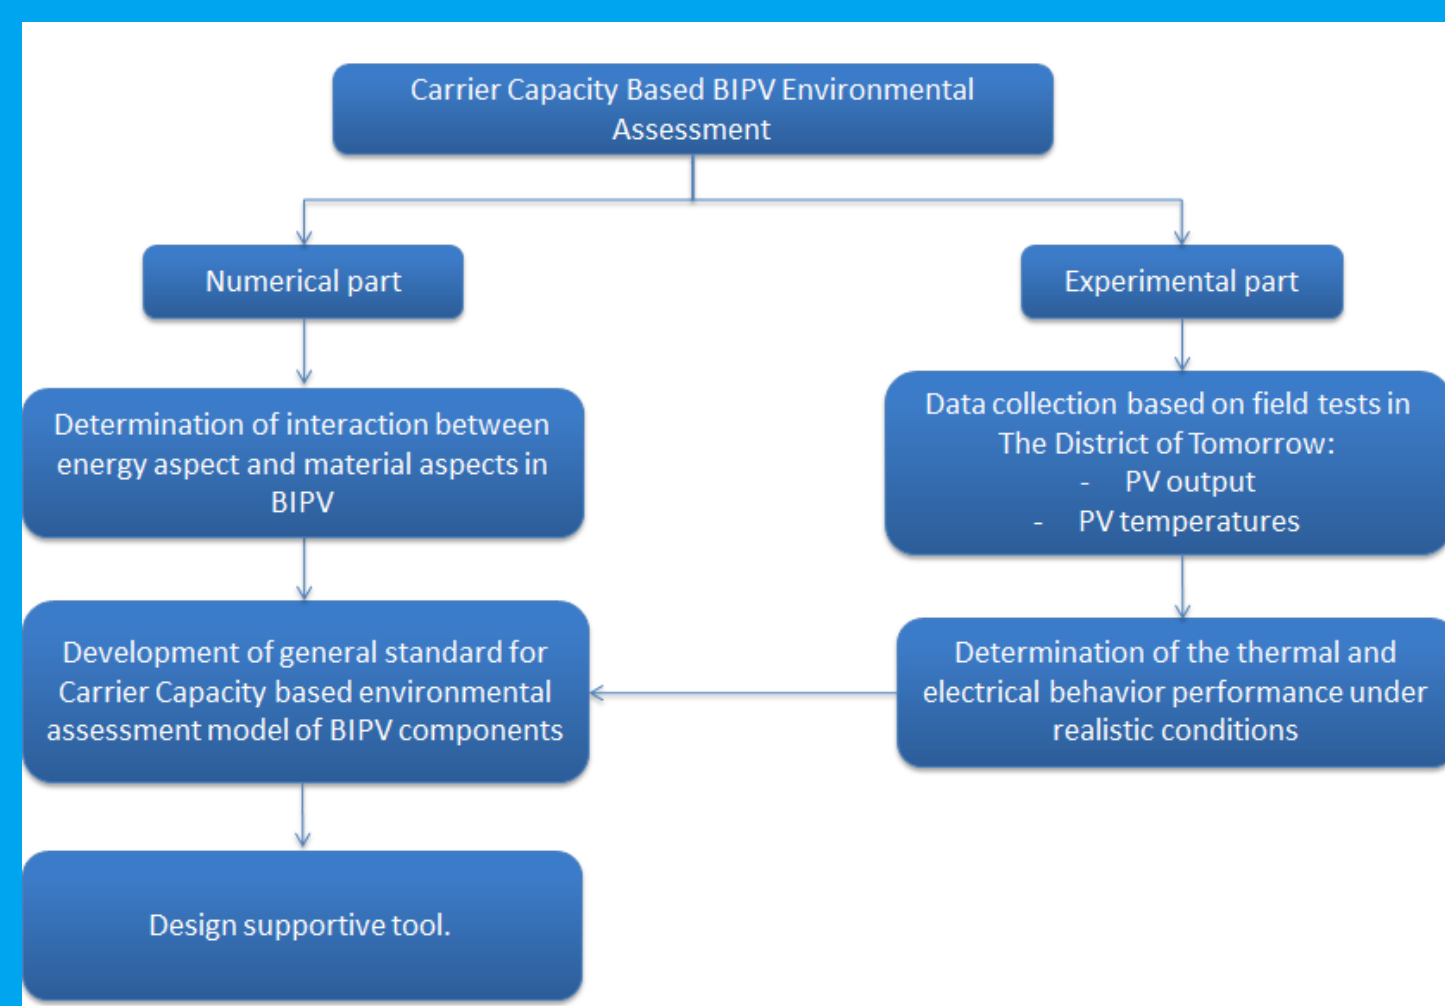 Carrier Capacity Based BIPV Environmental
Assessment
Numerical part
Experimental part
Determination of interaction between
energy aspect and material aspects in
BIPV
Data collection based on field tests in
The District of Tomorrow:
- PV output
- PV temperatures
Development of general standard for
Carrier Capacity based environmental
assessment model of BIPV components
Determination of the thermal and
electrical behavior performance under
realistic conditions
Design supportive tool.